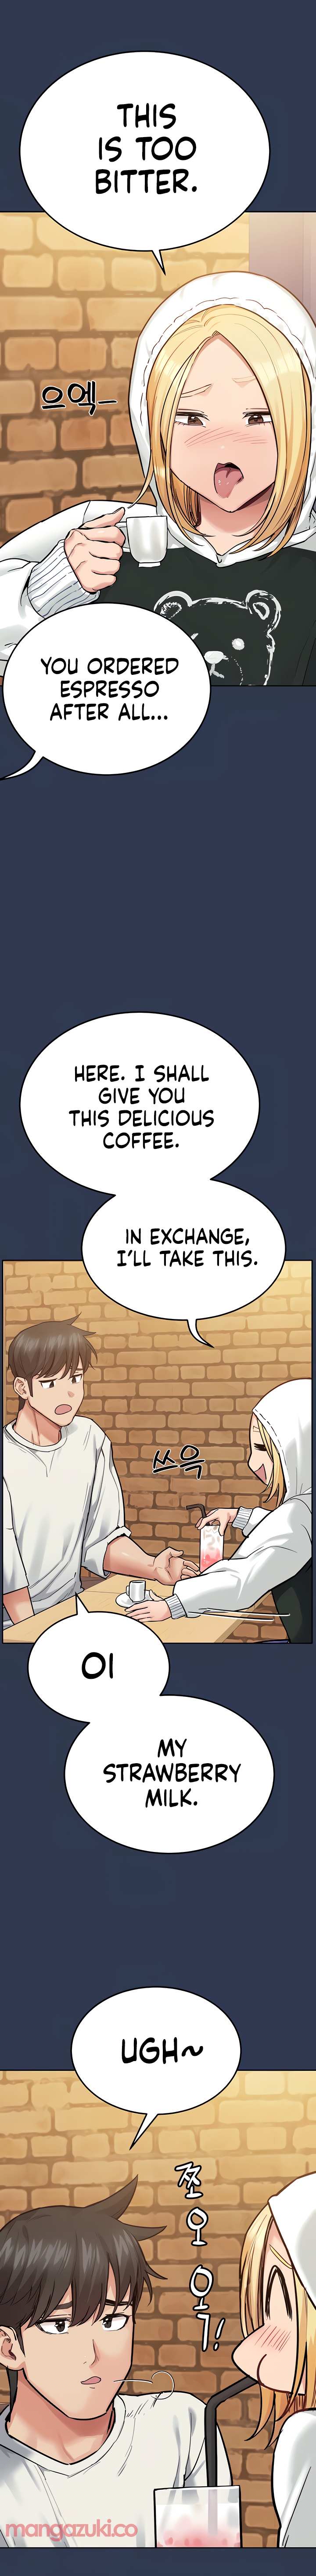 THIS
IS TOO
BITTER.
으엑-
YOU ORDERED
ESPRESSO
AFTER ALL...
HERE. I SHALL
GIVE YOU
THIS DELICIOUS
COFFEE.
IN EXCHANGE,
I'LL TAKE THIS.
쓰윽
OI
MY
STRAWBERRY
MILK.
UGH~
쪼
오
옥!
mangazuki.co